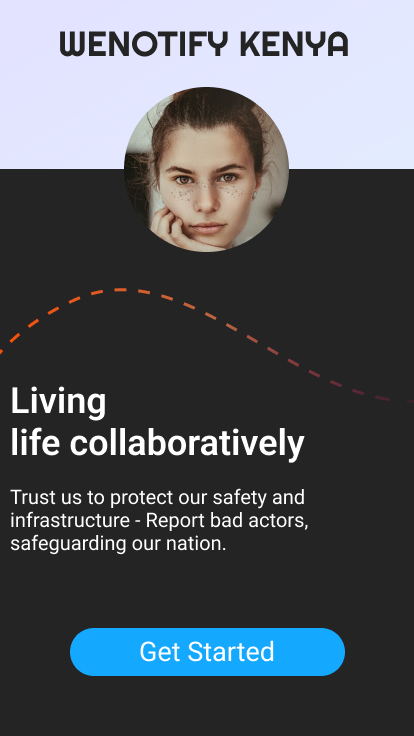 WENOTIFY KENYA
Living
life collaboratively
Trust us to protect our safety and
infrastructure - Report bad actors,
safeguarding our nation.
Get Started